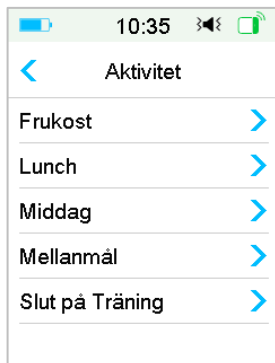 10:35
Aktivitet
Frukost
Lunch
Middag
Mellanmål
Slut på Träning